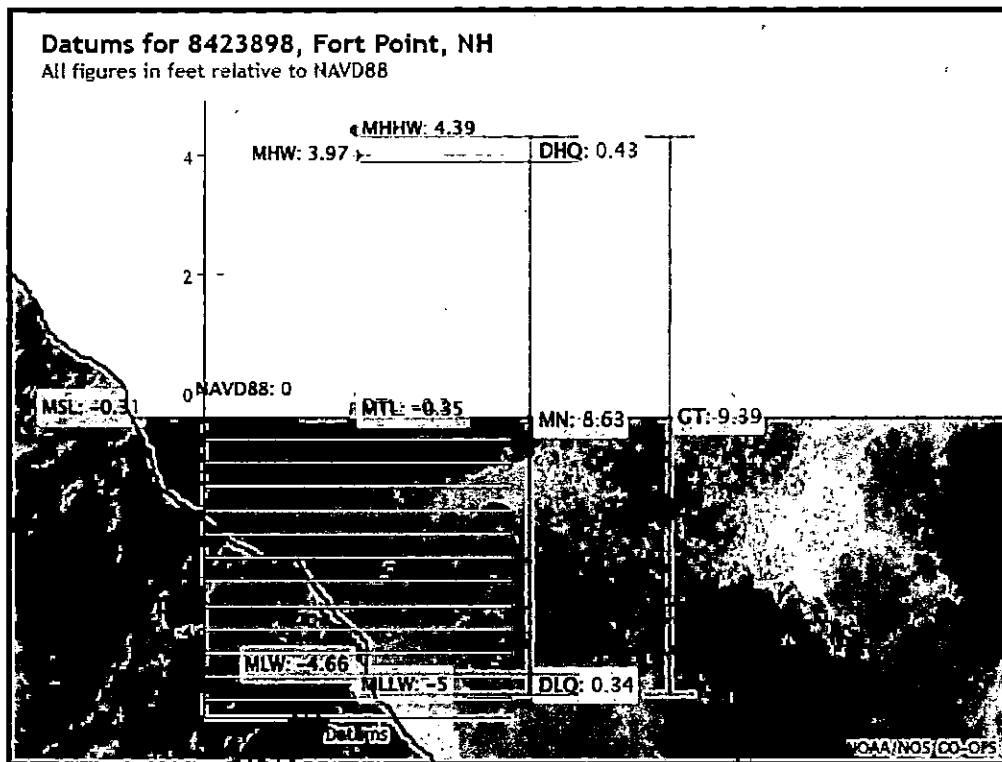 Datums for 8423898, Fort Point, NH
All figures in feet relative to NAVD88
MHHW: 4.39
MHW: 3.97
DHQ: 0.43
4
2
0
NAVD88: 0
MSL: -0.31
MTL: -0.35
MN: 8.63
GT: 9.39
MLW: -4.66
MLLW: -5
DLQ: 0.34
Datums
NOAA/NOS/CO-OPS